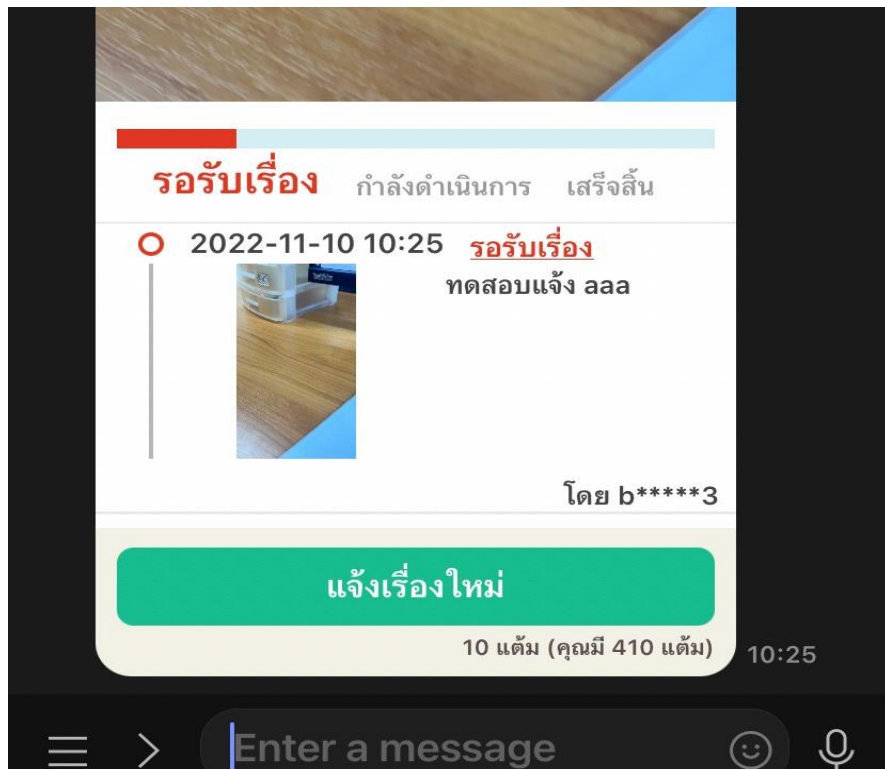 รอรับเรื่อง กำลังดำเนินการ เสร็จสิ้น
2022-11-10 10:25 รอรับเรื่อง
ทดสอบแจ้ง aaa
โดย b*****3
แจ้งเรื่องใหม่
10 แต้ม (คุณมี 410 แต้ม)
10:25
Enter a message